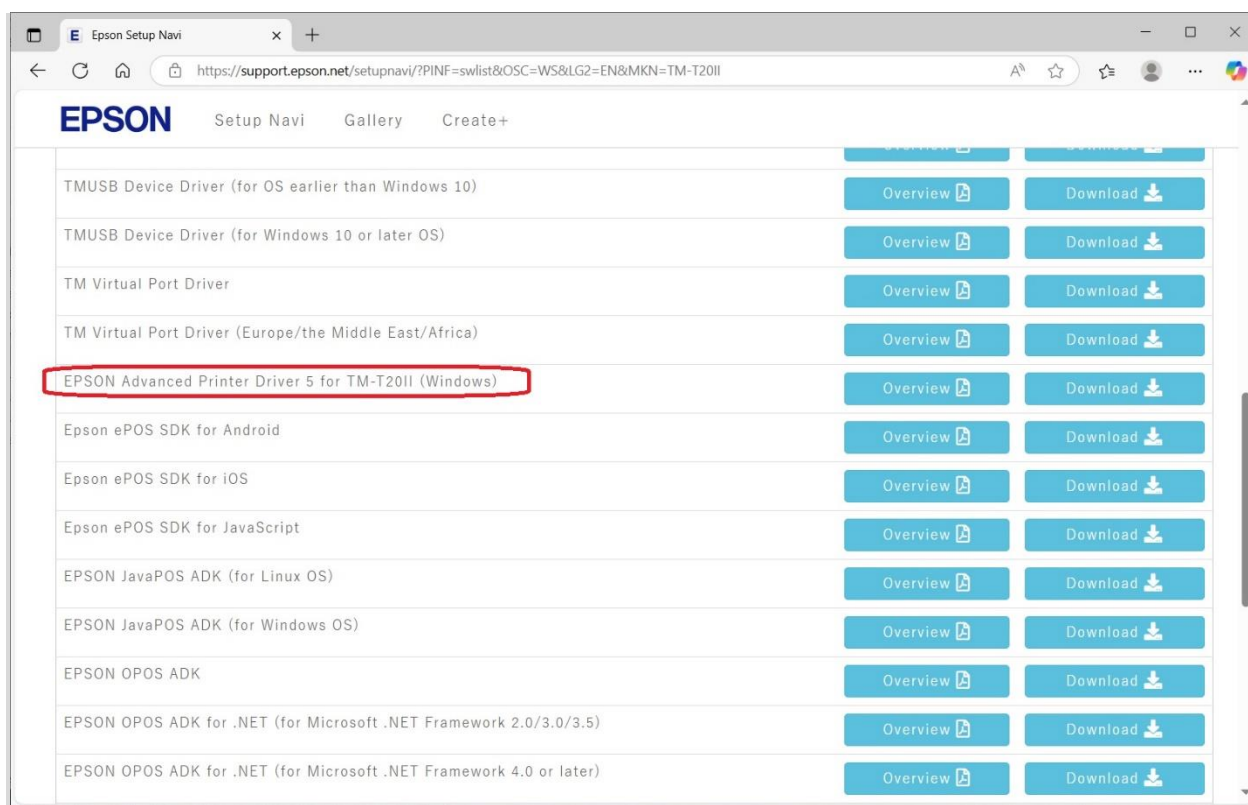 Epson Setup Navi
https://support.epson.net/setupnavi/?PINF=swlist&OSC=WS&LG2=EN&MKN=TM-T20II
EPSON Setup Navi Gallery Create+
TMUSB Device Driver (for OS earlier than Windows 10) Overview Download
TMUSB Device Driver (for Windows 10 or later OS) Overview Download
TM Virtual Port Driver Overview Download
TM Virtual Port Driver (Europe/the Middle East/Africa) Overview Download
EPSON Advanced Printer Driver 5 for TM-T20II (Windows) Overview Download
Epson ePOS SDK for Android Overview Download
Epson ePOS SDK for iOS Overview Download
Epson ePOS SDK for JavaScript Overview Download
EPSON JavaPOS ADK (for Linux OS) Overview Download
EPSON JavaPOS ADK (for Windows OS) Overview Download
EPSON OPOS ADK Overview Download
EPSON OPOS ADK for .NET (for Microsoft .NET Framework 2.0/3.0/3.5) Overview Download
EPSON OPOS ADK for .NET (for Microsoft .NET Framework 4.0 or later) Overview Download